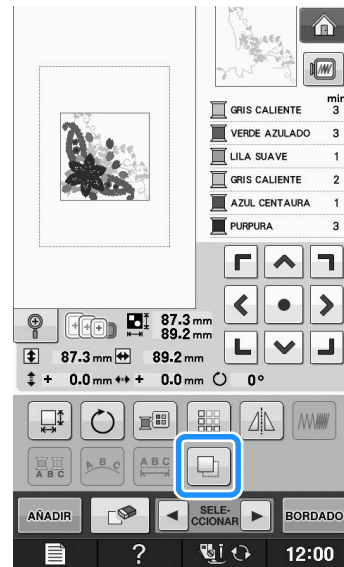 min
GRIS CALIENTE 3
VERDE AZULADO 3
LILA SUAVE 1
GRIS CALIENTE 2
AZUL CENTAURA 1
PURPURA 3
87.3 mm
89.2 mm
87.3 mm 89.2 mm
+ 0.0 mm + 0.0 mm 0°
A B C A B C A B C
AÑADIR SELE-
CCIONAR BORDADO
? 12:00